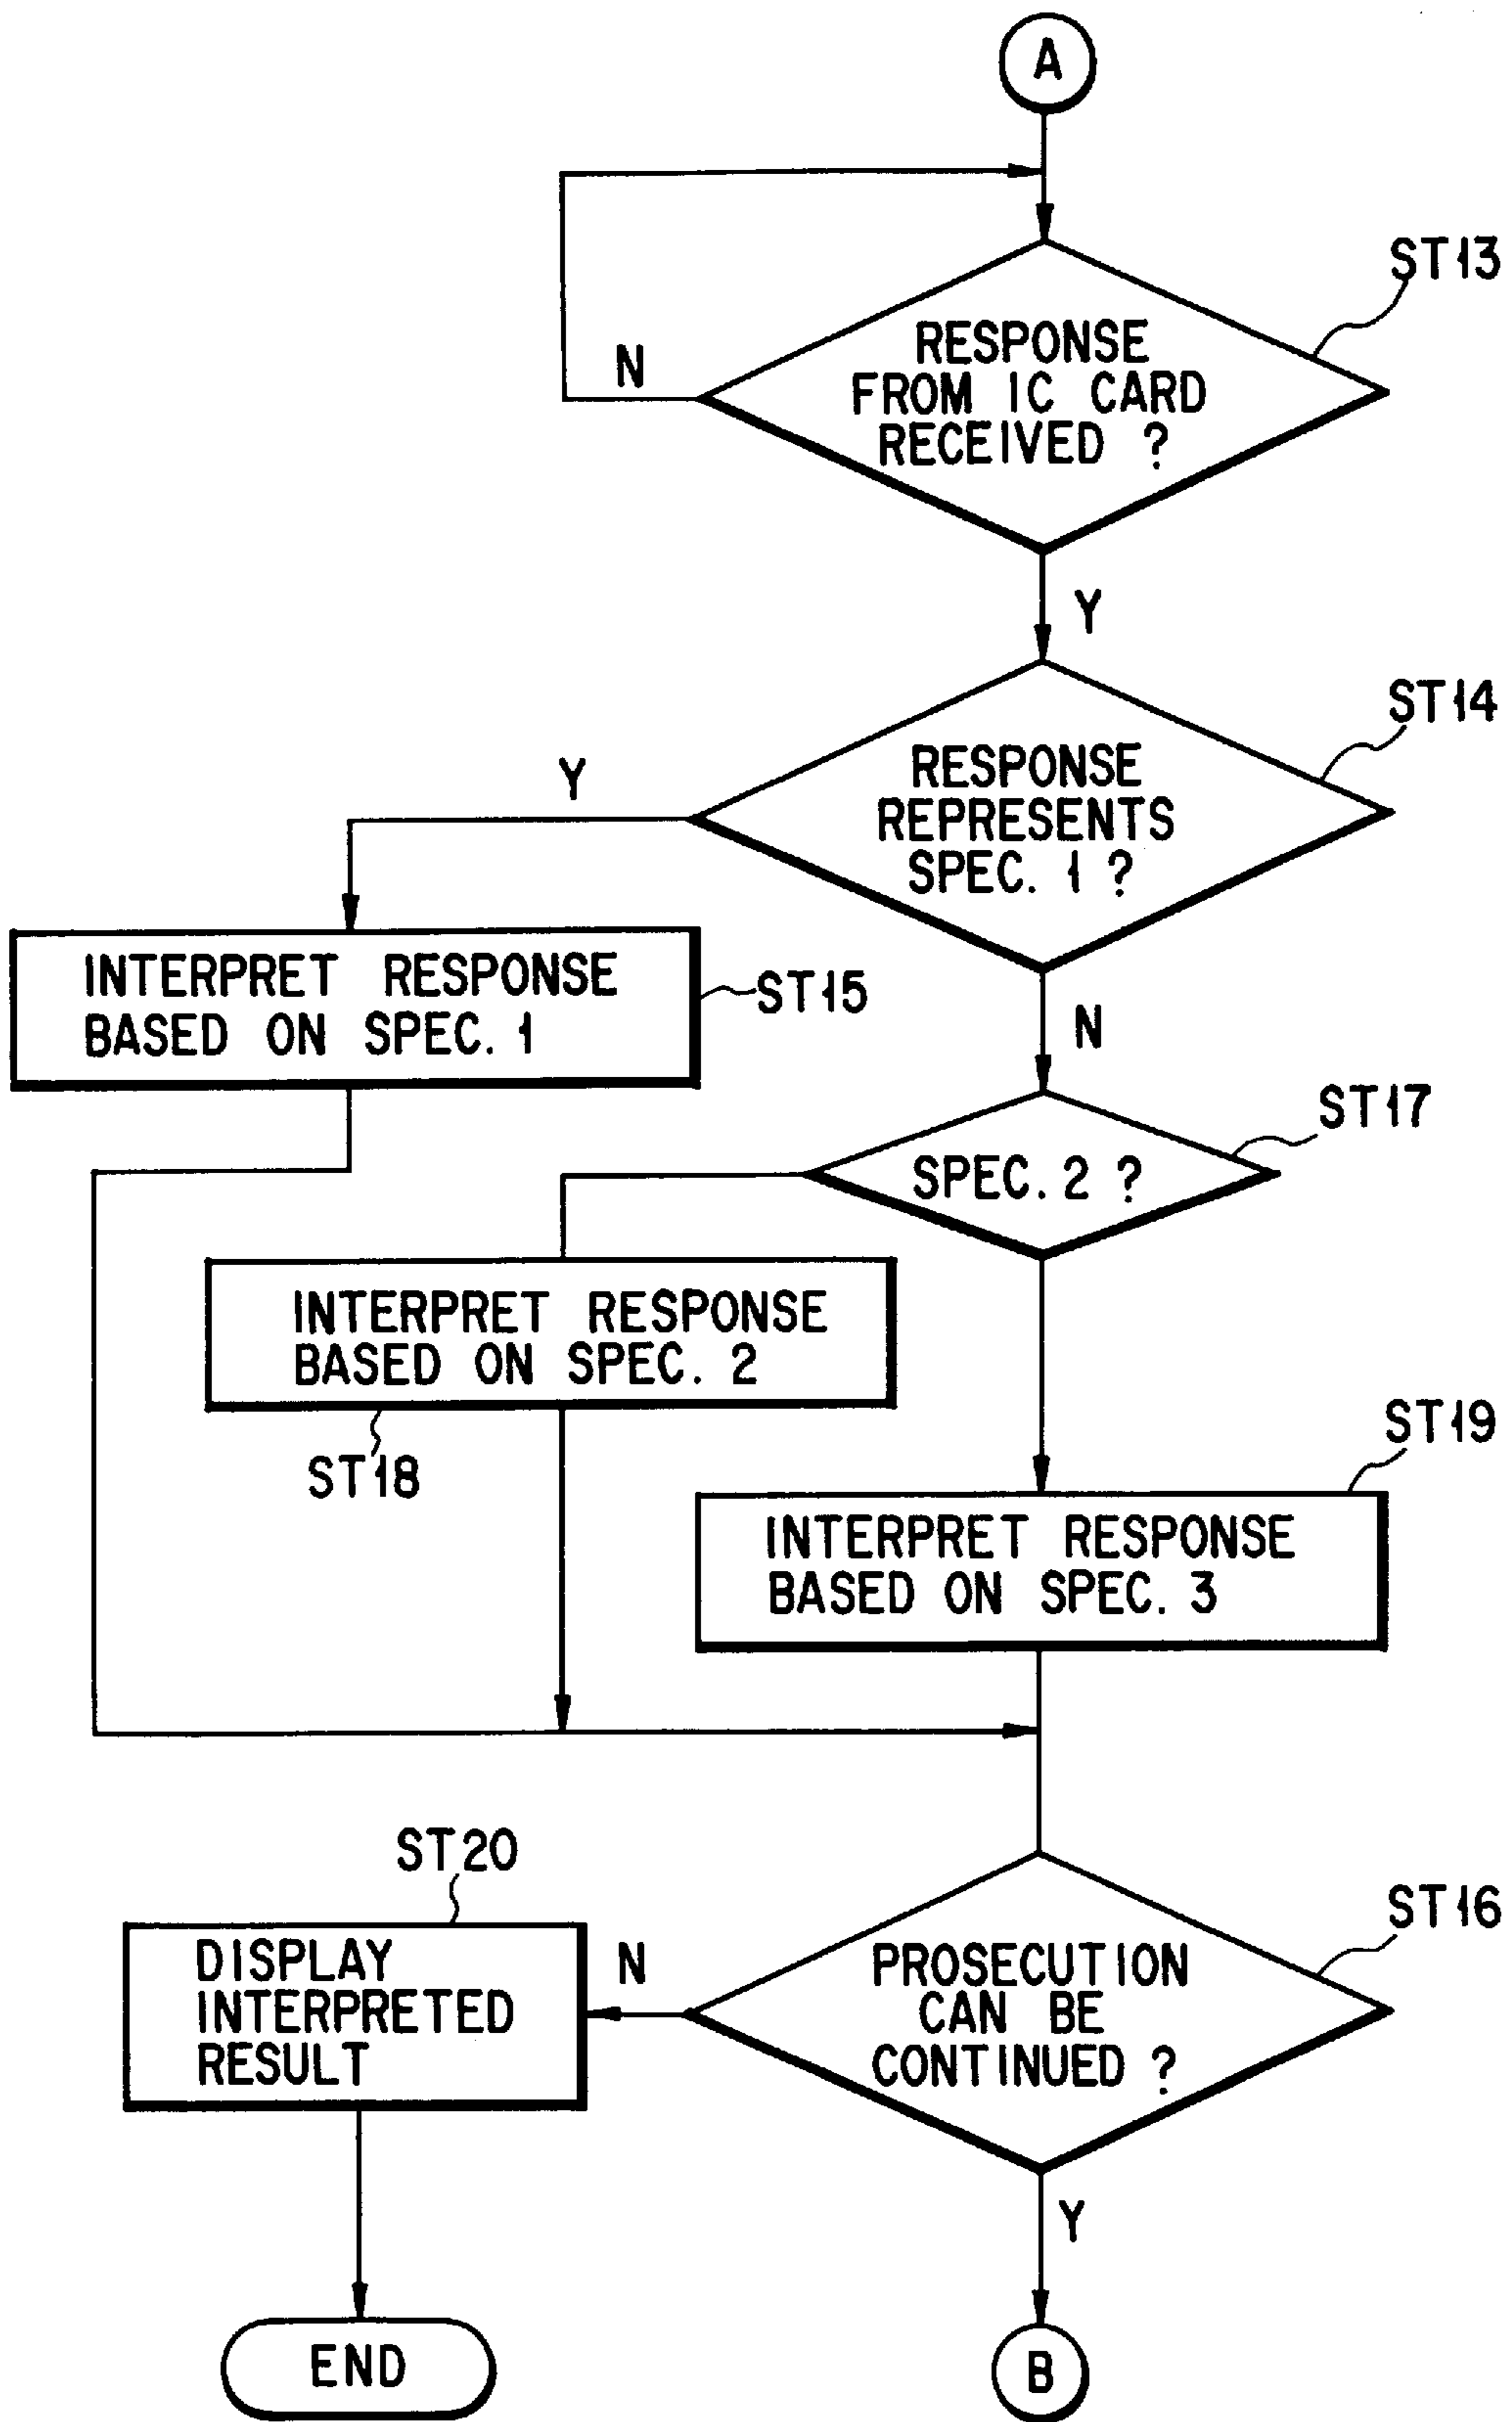 A
ST13
RESPONSE
FROM IC CARD
RECEIVED ?
N
Y
ST14
RESPONSE
REPRESENTS
SPEC. 1 ?
Y
INTERPRET RESPONSE
BASED ON SPEC. 1
ST15
N
ST17
SPEC. 2 ?
INTERPRET RESPONSE
BASED ON SPEC. 2
ST18
ST19
INTERPRET RESPONSE
BASED ON SPEC. 3
ST20
DISPLAY
INTERPRETED
RESULT
N
ST16
PROSECUTION
CAN BE
CONTINUED ?
Y
END
B